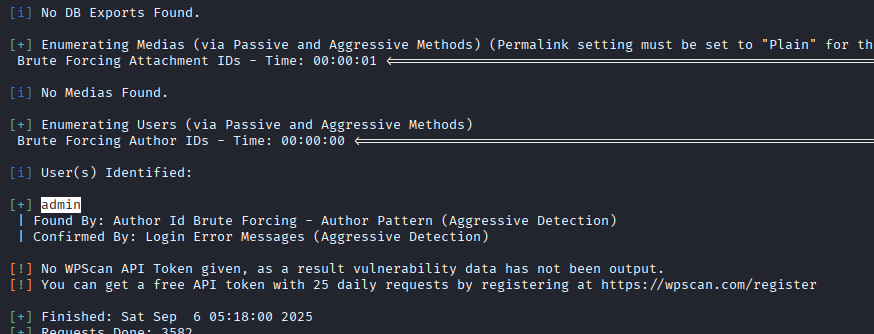 [i] No DB Exports Found.
[+] Enumerating Medias (via Passive and Aggressive Methods) (Permalink setting must be set to "Plain" for th
Brute Forcing Attachment IDs - Time: 00:00:01 <==============================
[i] No Medias Found.
[+] Enumerating Users (via Passive and Aggressive Methods)
Brute Forcing Author IDs - Time: 00:00:00 <==============================
[i] User(s) Identified:
[+] admin
| Found By: Author Id Brute Forcing - Author Pattern (Aggressive Detection)
| Confirmed By: Login Error Messages (Aggressive Detection)
[!] No WPScan API Token given, as a result vulnerability data has not been output.
[!] You can get a free API token with 25 daily requests by registering at https://wpscan.com/register
[+] Finished: Sat Sep  6 05:18:00 2025
[+] Requests Done: 3582